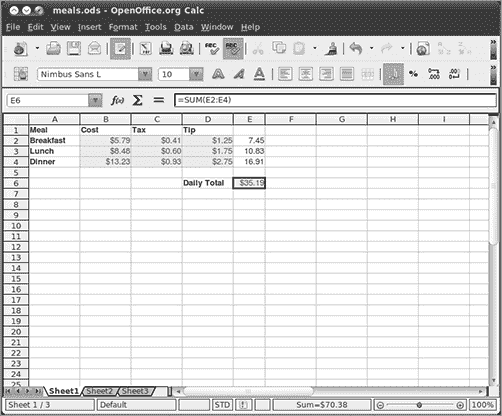 meals.ods - OpenOffice.org Calc
File Edit View Insert Format Tools Data Window Help
ABC ABC
Nimbus Sans L 10 A A A
E6 f(x) Σ = =SUM(E2:E4)
A B C D E F G H I
1 Meal Cost Tax Tip
2 Breakfast $5.79 $0.41 $1.25 7.45
3 Lunch $8.48 $0.60 $1.75 10.83
4 Dinner $13.23 $0.93 $2.75 16.91
5
6 Daily Total $35.19
7
8
9
10
11
12
13
14
15
16
17
18
19
20
21
22
23
24
25
Sheet1 Sheet2 Sheet3
Sheet 1 / 3 Default STD Sum=$70.38 100%